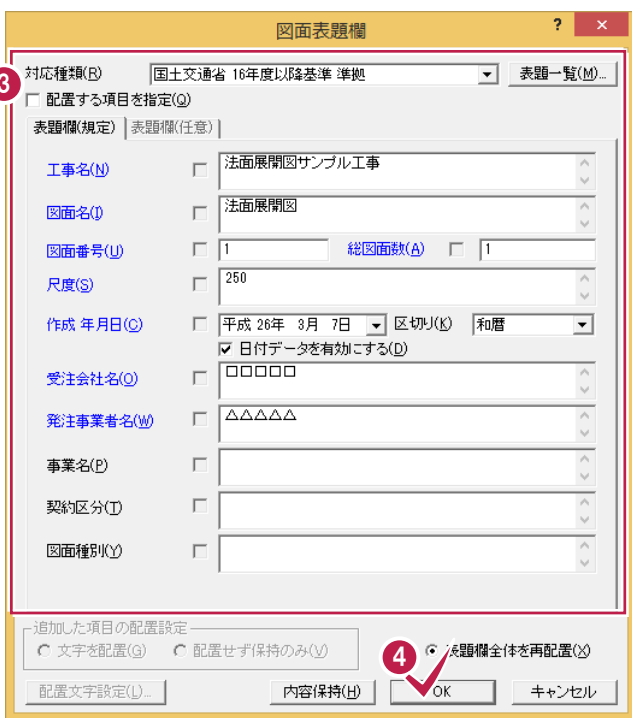 図面表題欄 ? ×
3
対応種類(R) 国土交通省 16年度以降基準 準拠 表題一覧(M)...
配置する項目を指定(Q)
表題欄(規定) 表題欄(任意)
工事名(N) 法面展開図サンプル工事
図面名(I) 法面展開図
図面番号(U) 1 総図面数(A) 1
尺度(S) 250
作成 年月日(C) 平成 26年 3月 7日 区切り(K) 和暦
日付データを有効にする(D)
受注会社名(O) □□□□□
発注事業者名(W) △△△△△
事業名(P)
契約区分(T)
図面種別(Y)
追加した項目の配置設定
文字を配置(G) 配置せず保持のみ(V) 4 表題欄全体を再配置(X)
配置文字設定(L)... 内容保持(H) OK キャンセル